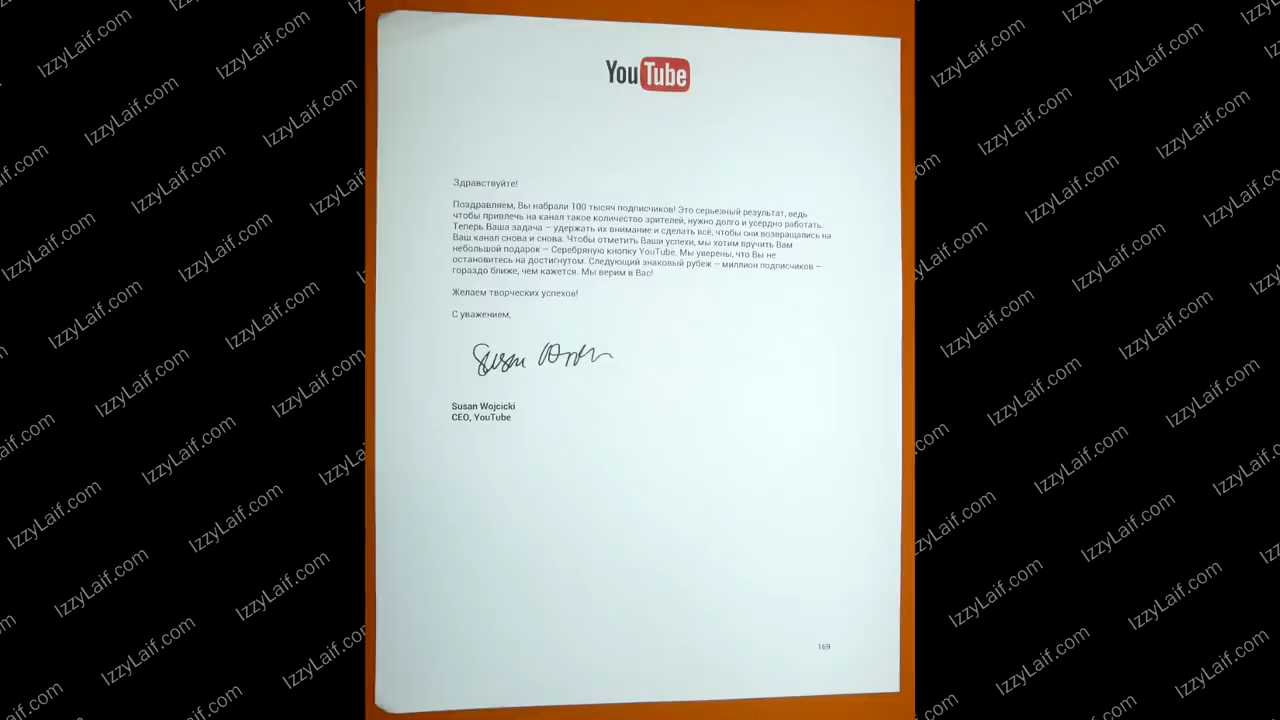 YouTube
Здравствуйте!
Поздравляем, Вы набрали 100 тысяч подписчиков! Это серьезный результат, ведь
чтобы привлечь на канал такое количество зрителей, нужно долго и усердно работать.
Теперь Ваша задача – удержать их внимание и сделать всё, чтобы они возвращались на
Ваш канал снова и снова. Чтобы отметить Ваши успехи, мы хотим вручить Вам
небольшой подарок – Серебряную кнопку YouTube. Мы уверены, что Вы не
остановитесь на достигнутом. Следующий знаковый рубеж – миллион подписчиков –
гораздо ближе, чем кажется. Мы верим в Вас!
Желаем творческих успехов!
С уважением,
Susan Wojcicki
CEO, YouTube
169
IzzyLaif.com